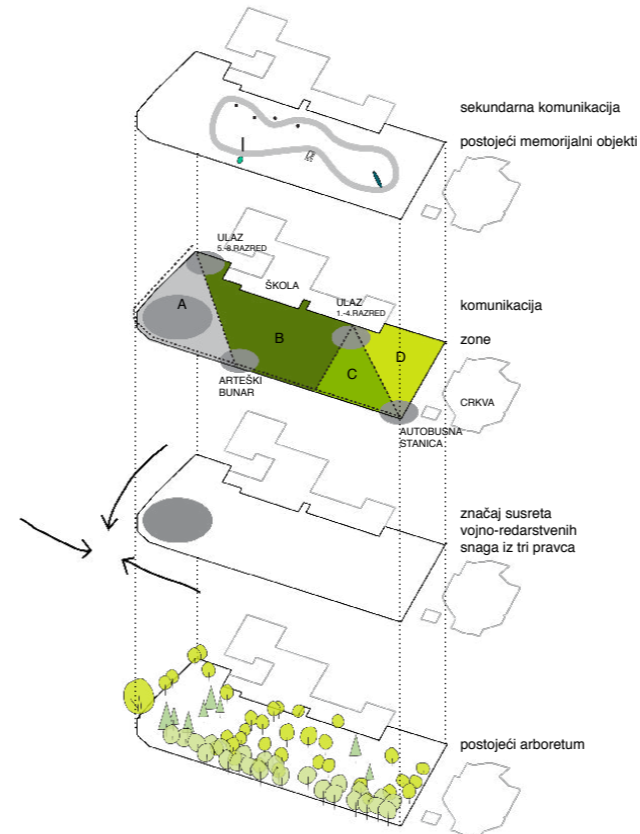 sekundarna komunikacija
postojeći memorijalni objekti
ULAZ
5.-8.RAZRED
ŠKOLA
ULAZ
1.-4.RAZRED
komunikacija
A
B
C
D
zone
ARTEŠKI
BUNAR
CRKVA
AUTOBUSNA
STANICA
značaj susreta
vojno-redarstvenih
snaga iz tri pravca
postojeći arboretum